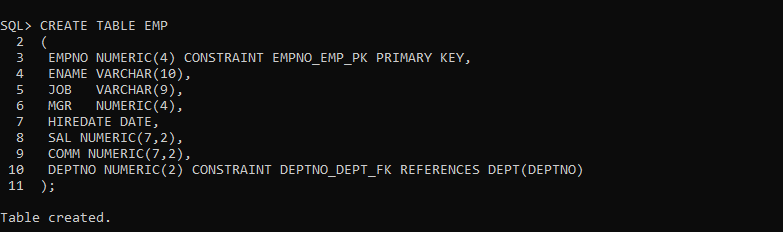 SQL> CREATE TABLE EMP
2 (
3 EMPNO NUMERIC(4) CONSTRAINT EMPNO_EMP_PK PRIMARY KEY,
4 ENAME VARCHAR(10),
5 JOB VARCHAR(9),
6 MGR NUMERIC(4),
7 HIREDATE DATE,
8 SAL NUMERIC(7,2),
9 COMM NUMERIC(7,2),
10 DEPTNO NUMERIC(2) CONSTRAINT DEPTNO_DEPT_FK REFERENCES DEPT(DEPTNO)
11 );
Table created.